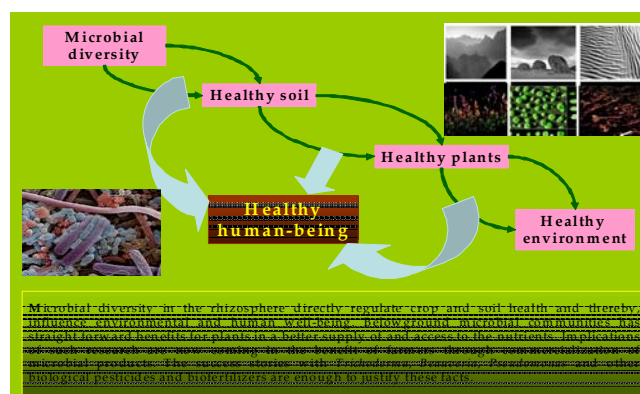 Microbial
diversity
Healthy soil
Healthy plants
Healthy
human-being
Healthy
environment
Microbial diversity in the rhizosphere directly regulate crop and soil health and thereby
influence environmental and human well-being. Belowground microbial communities has
straight forward benefits for plants in a better supply of and access to the nutrients. Implications
of such research are now coming to the benefit of farmers through commercialization of
microbial products. The success stories with Trichoderma, Beauveria, Pseudomonas and other
biological pesticides and biofertilizers are enough to justify these facts.